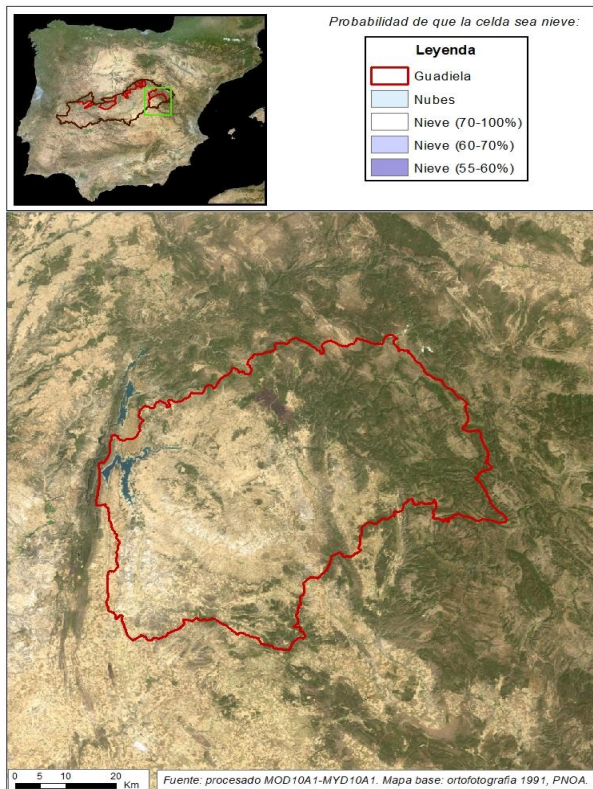 Probabilidad de que la celda sea nieve:
Leyenda
Guadiela
Nubes
Nieve (70-100%)
Nieve (60-70%)
Nieve (55-60%)
0 5 10 20
Km
Fuente: procesado MOD10A1-MYD10A1. Mapa base: ortofotografia 1991, PNOA.